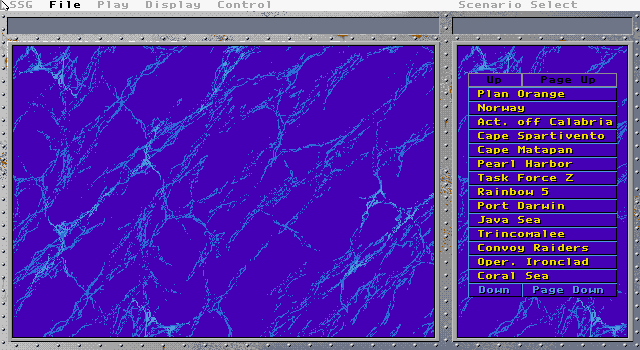 SSG File Play Display Control Scenario Select
Up Page Up
Plan Orange
Norway
Act. off Calabria
Cape Spartivento
Cape Matapan
Pearl Harbor
Task Force Z
Rainbow 5
Port Darwin
Java Sea
Trincomalee
Convoy Raiders
Oper. Ironclad
Coral Sea
Down Page Down